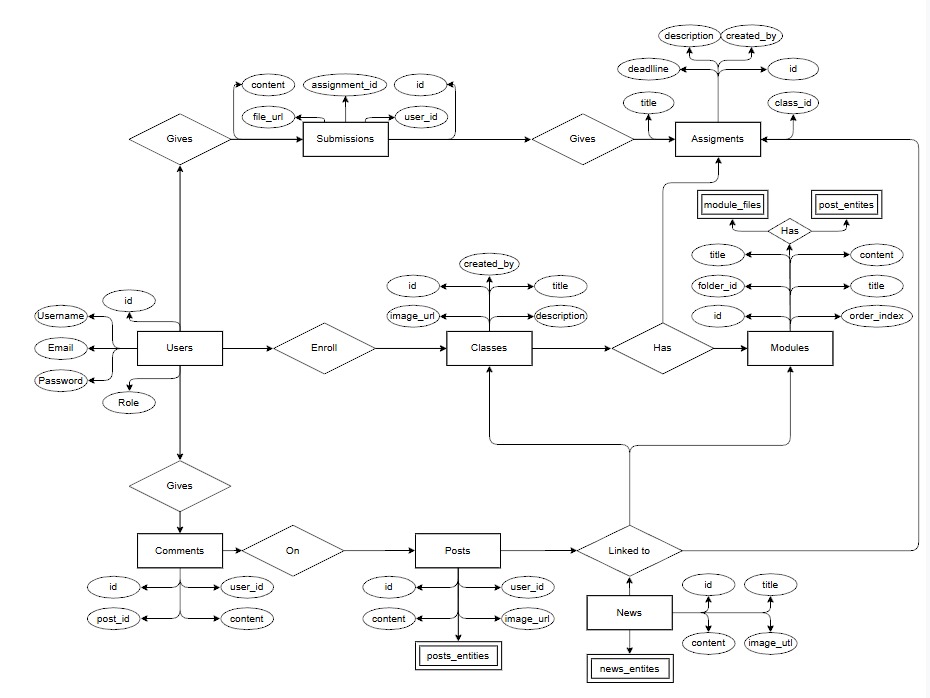 description
created_by
deadlline
id
content
assignment_id
id
title
class_id
file_url
user_id
Gives
Submissions
Gives
Assigments
module_files
post_entites
Has
title
content
created_by
id
title
folder_id
title
id
Username
image_url
description
id
order_index
Email
Users
Enroll
Classes
Has
Modules
Password
Role
Gives
Comments
On
Posts
Linked to
id
user_id
id
user_id
id
title
post_id
content
content
image_url
News
content
image_utl
posts_entities
news_entites